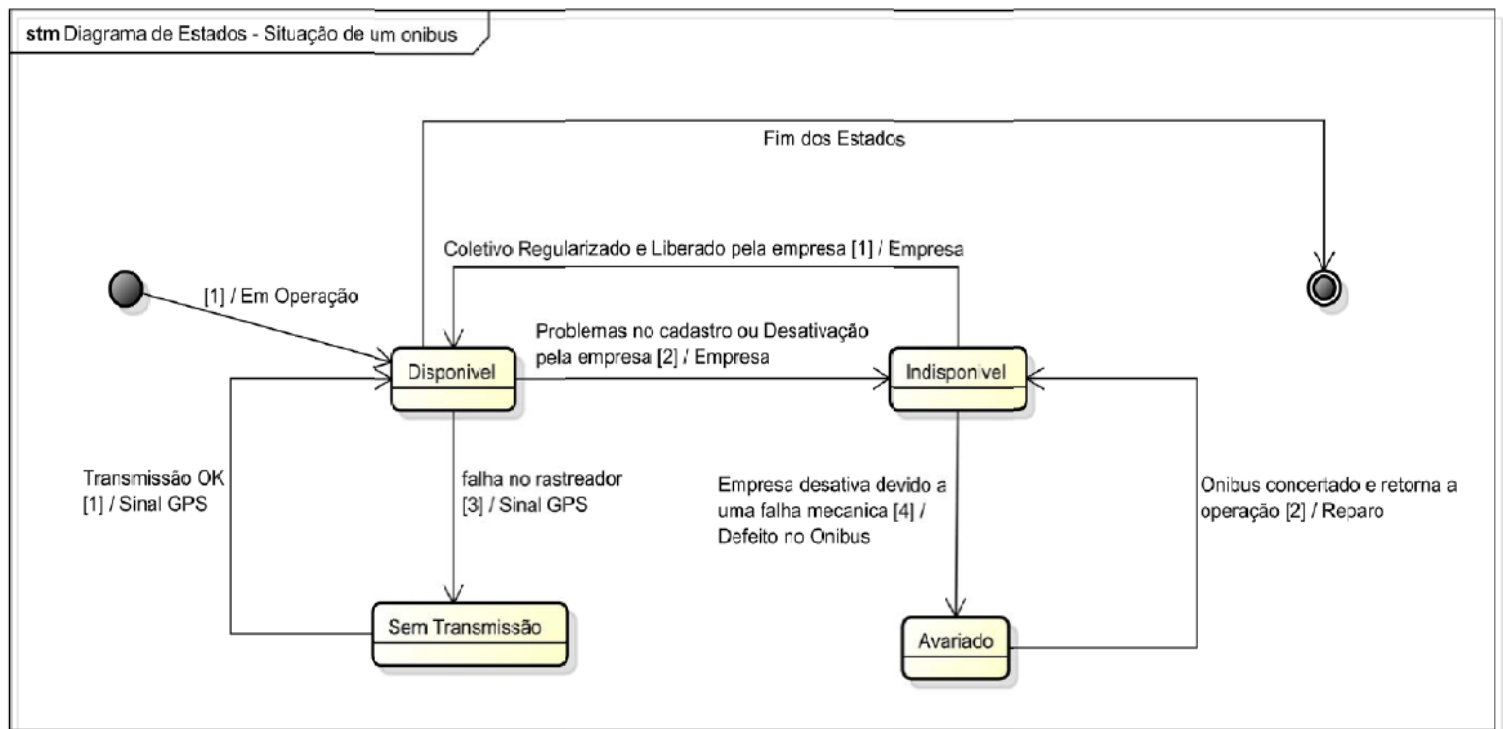 stm Diagrama de Estados - Situação de um onibus
Fim dos Estados
Coletivo Regularizado e Liberado pela empresa [1] / Empresa
[1] / Em Operação
Problemas no cadastro ou Desativação
pela empresa [2] / Empresa
Disponivel
Indisponivel
Transmissão OK
[1] / Sinal GPS
falha no rastreador
[3] / Sinal GPS
Empresa desativa devido a
uma falha mecanica [4] /
Defeito no Onibus
Onibus concertado e retorna a
operação [2] / Reparo
Sem Transmissão
Avariado